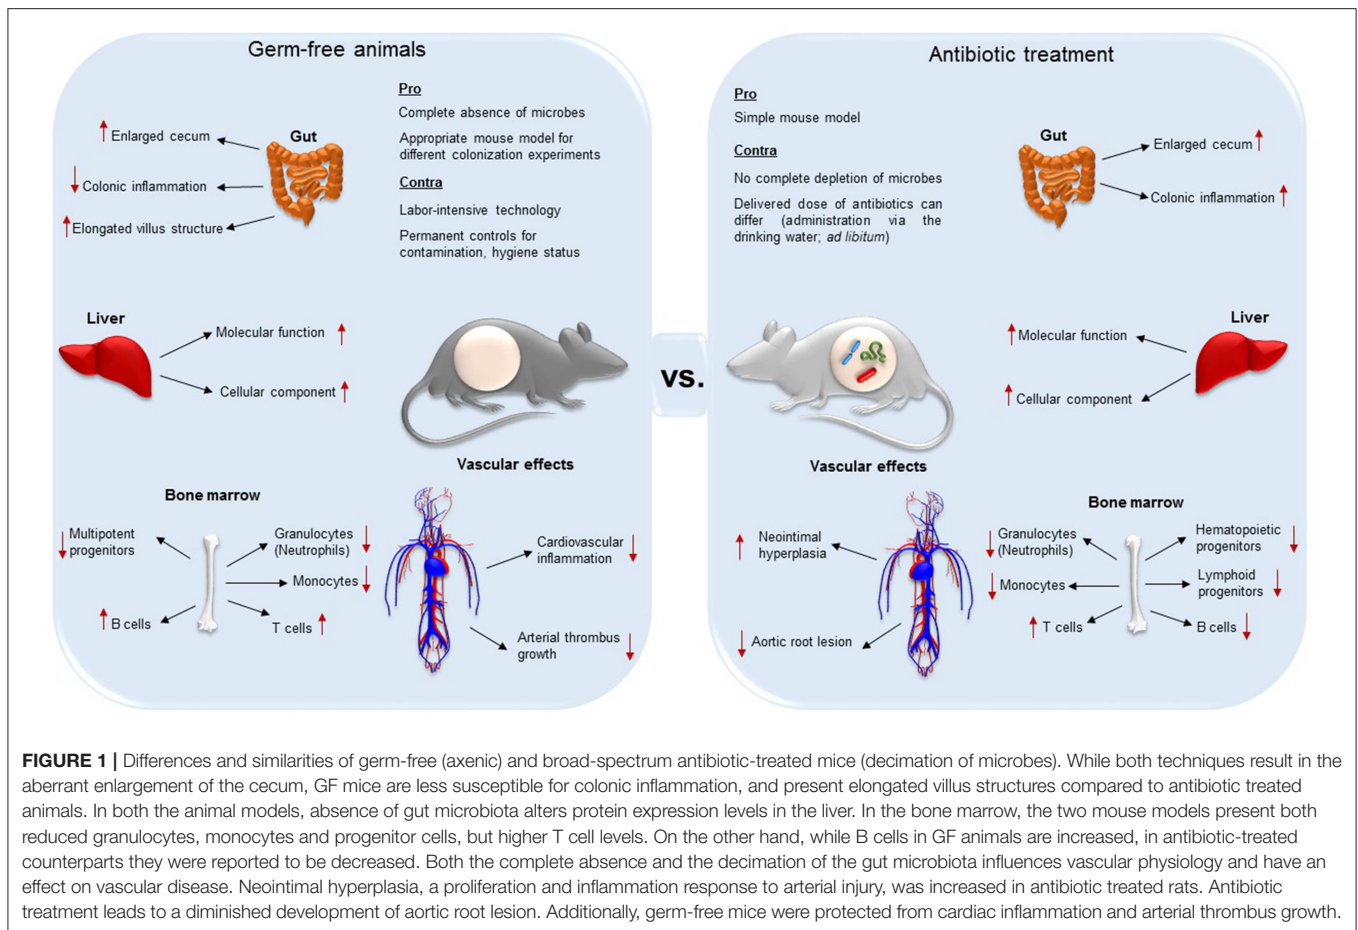 Germ-free animals
Pro
Complete absence of microbes
Appropriate mouse model for
different colonization experiments
Contra
Labor-intensive technology
Permanent controls for
contamination, hygiene status
Gut
Enlarged cecum
Colonic inflammation
Elongated villus structure
Liver
Molecular function
Cellular component
Bone marrow
Multipotent
progenitors
B cells
Granulocytes
(Neutrophils)
Monocytes
T cells
Vascular effects
Cardiovascular
inflammation
Arterial thrombus
growth
vs.
Antibiotic treatment
Pro
Simple mouse model
Contra
No complete depletion of microbes
Delivered dose of antibiotics can
differ (administration via the
drinking water; ad libitum)
Gut
Enlarged cecum
Colonic inflammation
Liver
Molecular function
Cellular component
Vascular effects
Neointimal
hyperplasia
Aortic root lesion
Bone marrow
Granulocytes
(Neutrophils)
Monocytes
T cells
Hematopoietic
progenitors
Lymphoid
progenitors
B cells
FIGURE 1 | Differences and similarities of germ-free (axenic) and broad-spectrum antibiotic-treated mice (decimation of microbes). While both techniques result in the
aberrant enlargement of the cecum, GF mice are less susceptible for colonic inflammation, and present elongated villus structures compared to antibiotic treated
animals. In both the animal models, absence of gut microbiota alters protein expression levels in the liver. In the bone marrow, the two mouse models present both
reduced granulocytes, monocytes and progenitor cells, but higher T cell levels. On the other hand, while B cells in GF animals are increased, in antibiotic-treated
counterparts they were reported to be decreased. Both the complete absence and the decimation of the gut microbiota influences vascular physiology and have an
effect on vascular disease. Neointimal hyperplasia, a proliferation and inflammation response to arterial injury, was increased in antibiotic treated rats. Antibiotic
treatment leads to a diminished development of aortic root lesion. Additionally, germ-free mice were protected from cardiac inflammation and arterial thrombus growth.